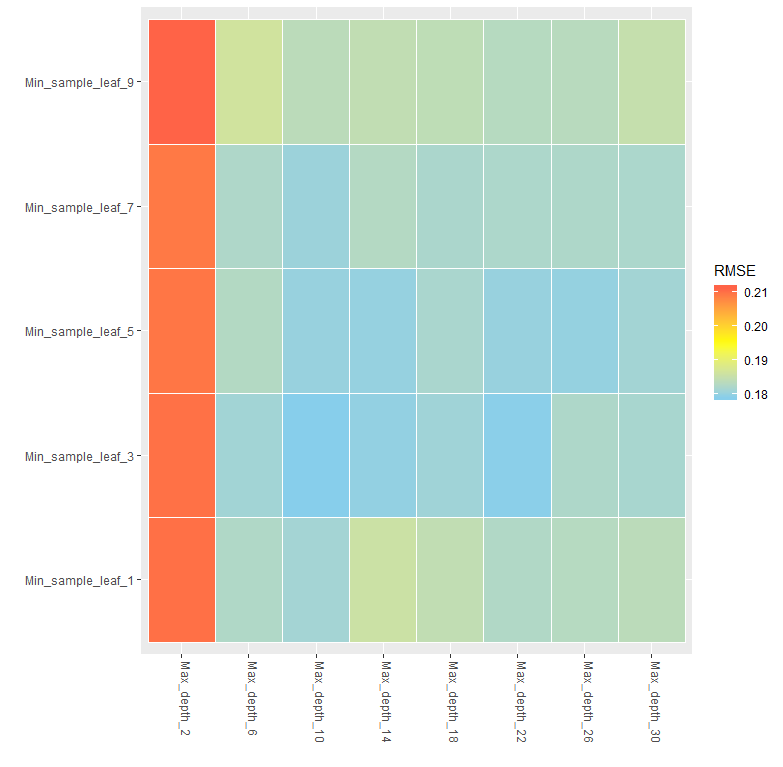 Min_sample_leaf_9
Min_sample_leaf_7
Min_sample_leaf_5
Min_sample_leaf_3
Min_sample_leaf_1
Max_depth_2
Max_depth_6
Max_depth_10
Max_depth_14
Max_depth_18
Max_depth_22
Max_depth_26
Max_depth_30
RMSE
0.21
0.20
0.19
0.18